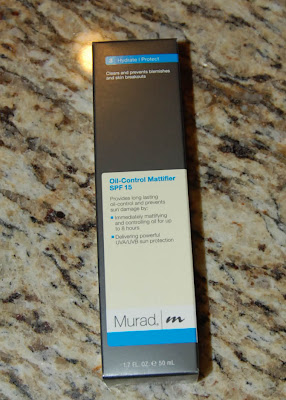 3 Hydrate | Protect
Clears and prevents blemishes
and skin breakouts
Oil-Control Mattifier
SPF 15
Provides long lasting
oil-control and prevents
sun damage by:
Immediately mattifying
and controlling oil for up
to 8 hours
Delivering powerful
UVA/UVB sun protection
Murad. m
1.7 FL. OZ. e 50 mL